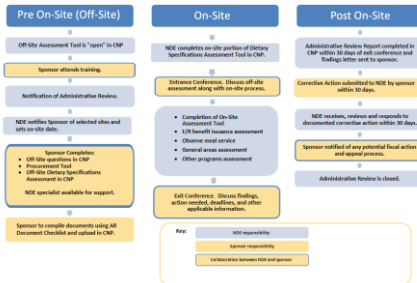 Pre On-Site (Off-Site)
Off-Site Assessment Tool is "open" in CNP
Sponsor attends training.
Notification of Administrative Review.
NDE notifies Sponsor of selected sites and
sets on-site date.
Sponsor Completes:
• Off-Site questions in CNP
• Procurement Tool
• Off-Site Dietary Specifications
Assessment in CNP
NDE specialist available for support.
Sponsor to compile documents using AR
Document Checklist and upload in CNP.
On-Site
NDE completes on-site portion of Dietary
Specifications Assessment Tool in CNP.
Entrance Conference. Discuss off-site
assessment along with on-site process.
• Completion of On-Site
Assessment Tool
• F/R benefit issuance assessment
• Observe meal service
• General areas assessment
• Other programs assessment
Exit Conference Discuss findings,
action needed, deadlines, and other
applicable information.
Post On-Site
Administrative Review Report completed in
CNP within 30 days of exit conference and
findings letter sent to sponsor.
Corrective Action submitted to NDE by sponsor
within 30 days.
NDE receives, reviews and responds to
documented corrective action within 30 days.
Sponsor notified of any potential fiscal action
and appeal process.
Administrative Review is closed.
Key:
NDE responsibility
Sponsor responsibility
Collaboration between NDE and sponsor